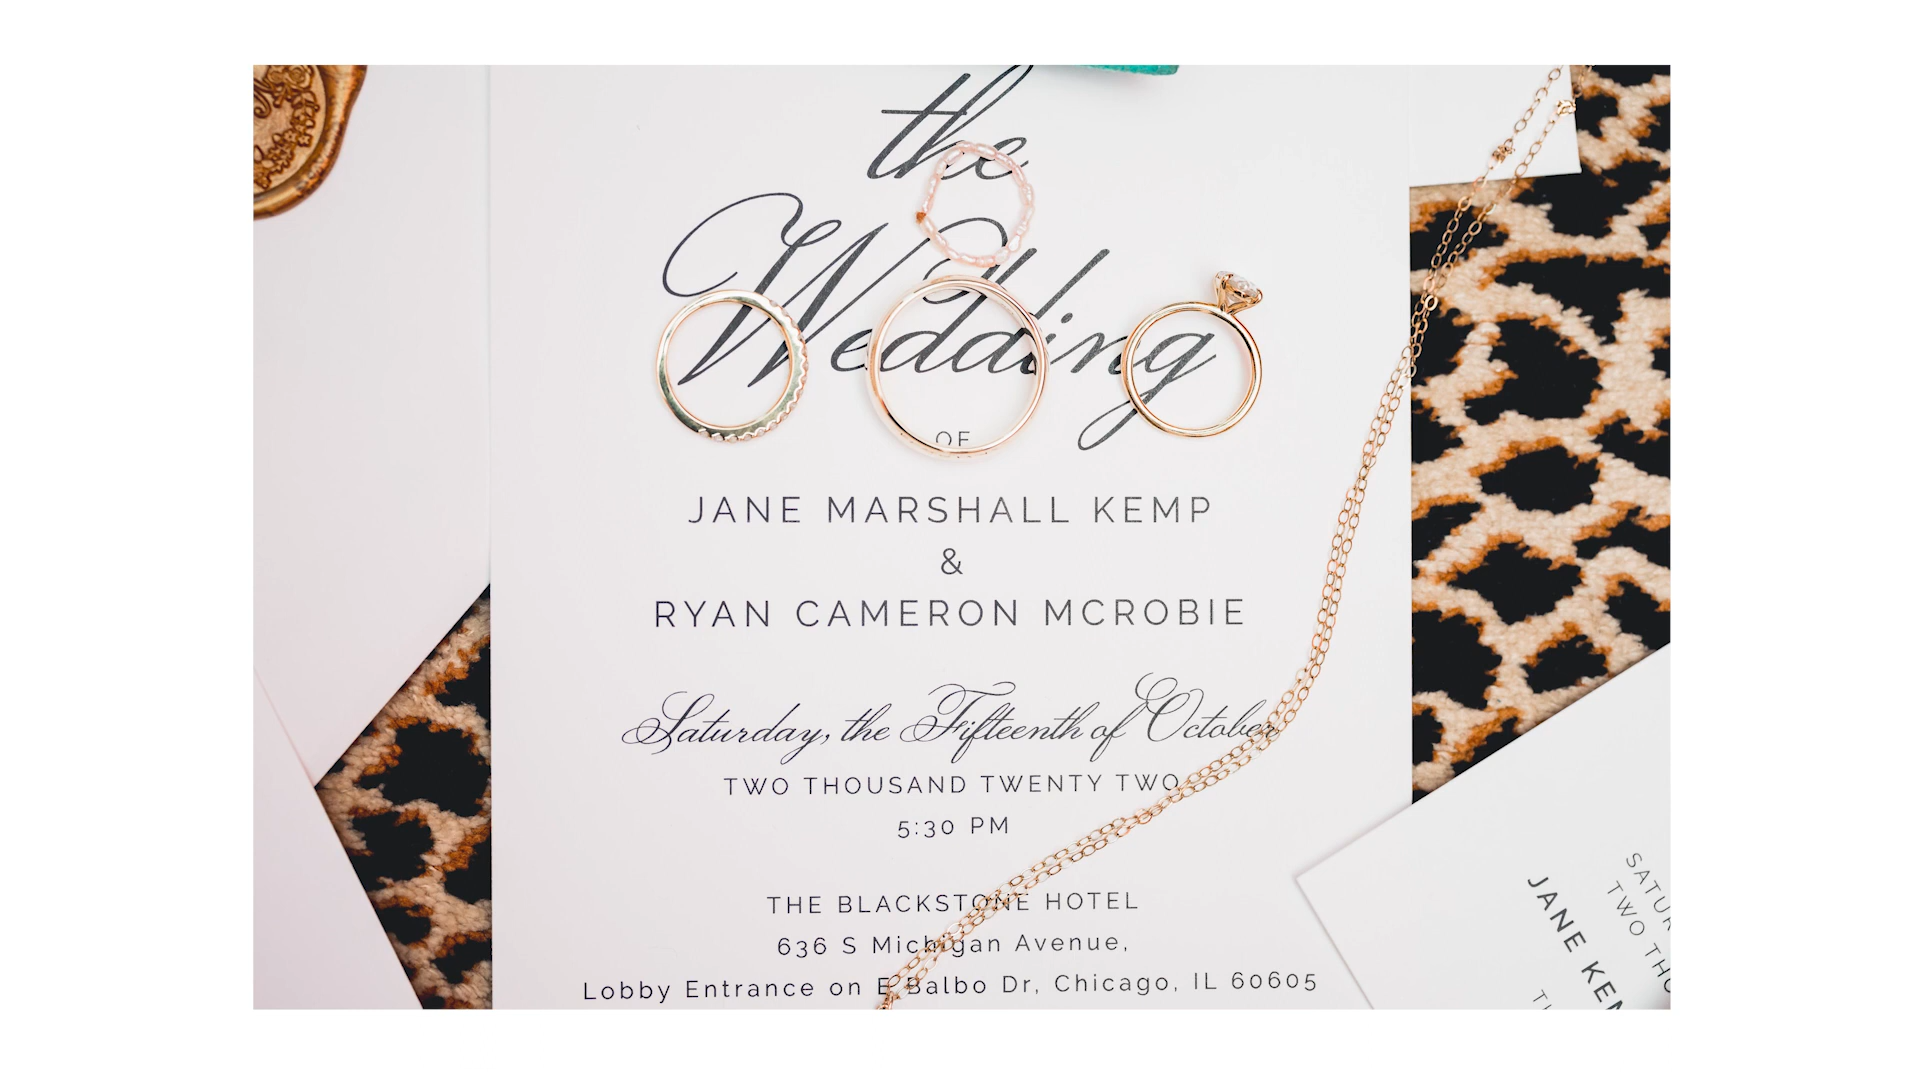 the
Wedding
OF
JANE MARSHALL KEMP
&
RYAN CAMERON MCROBIE
Saturday, the Fifteenth of October
TWO THOUSAND TWENTY TWO
5:30 PM
THE BLACKSTONE HOTEL
636 S Michigan Avenue,
Lobby Entrance on E Balbo Dr, Chicago, IL 60605
SATUR
TWO TH
JANE KEM